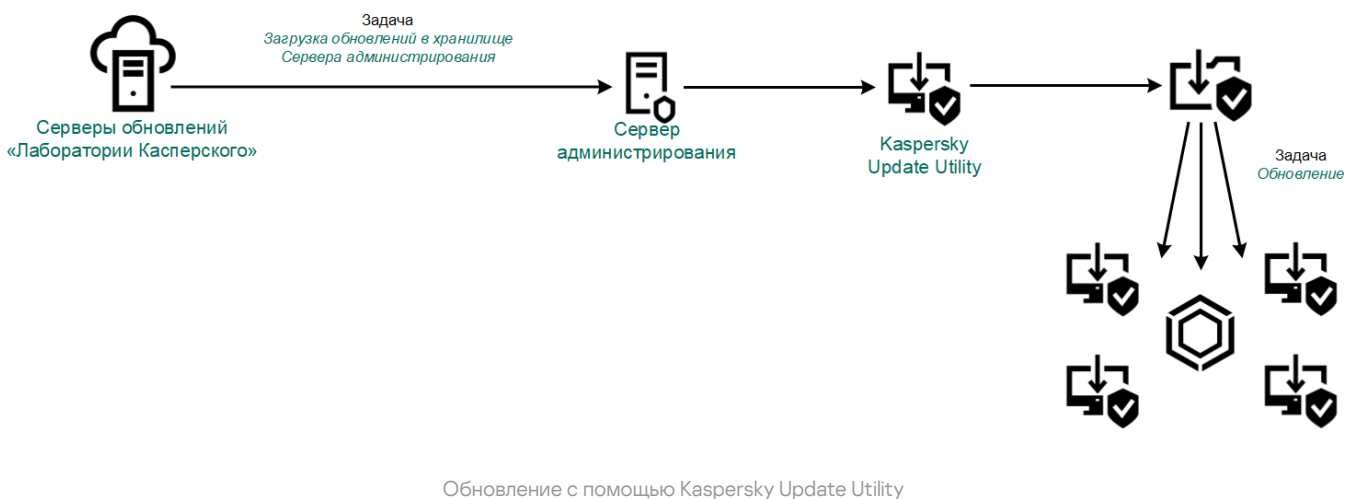 Задача
Загрузка обновлений в хранилище
Сервера администрирования
Серверы обновлений
«Лаборатории Касперского»
Сервер
администрирования
Kaspersky
Update Utility
Задача
Обновление
Обновление с помощью Kaspersky Update Utility